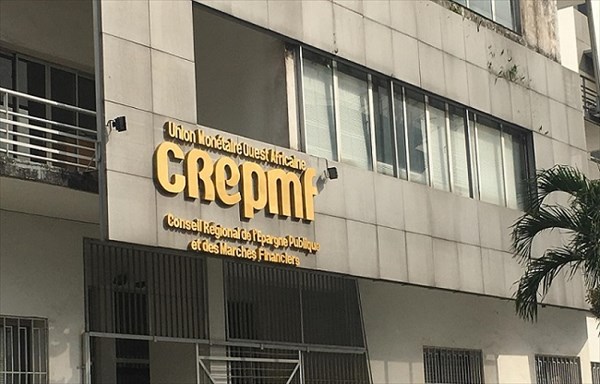 Union Monétaire Ouest Africaine
CREPMF
Conseil Régional de l'Epargne Publique
et des Marchés Financiers